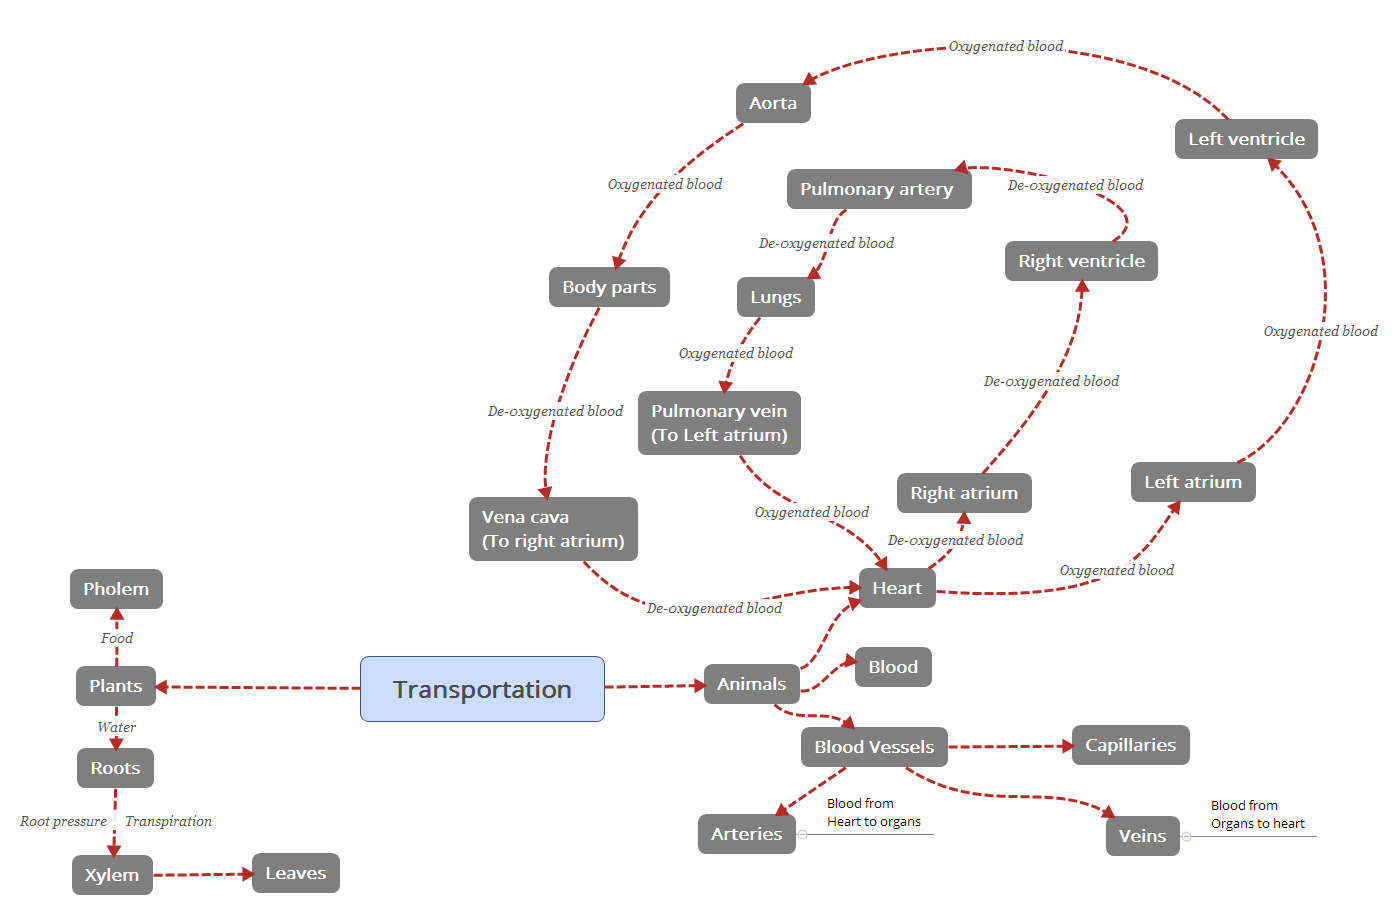 Oxygenated blood
Aorta
Left ventricle
Oxygenated blood
Pulmonary artery
De-oxygenated blood
De-oxygenated blood
Right ventricle
Body parts
Lungs
Oxygenated blood
Oxygenated blood
De-oxygenated blood
De-oxygenated blood
Pulmonary vein
(To Left atrium)
Right atrium
Left atrium
Oxygenated blood
Vena cava
(To right atrium)
De-oxygenated blood
Oxygenated blood
Pholem
Heart
De-oxygenated blood
Food
Plants
Transportation
Animals
Blood
Water
Roots
Blood Vessels
Capillaries
Root pressure
Transpiration
Blood from
Heart to organs
Arteries
Blood from
Organs to heart
Veins
Xylem
Leaves